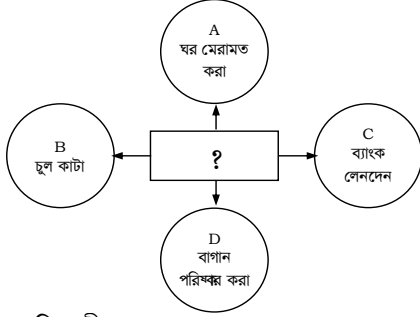 A
ঘর মেরামত
করা
B
চুল কাটা
?
C
ব্যাংক
লেনদেন
D
বাগান
পরিষ্কার করা